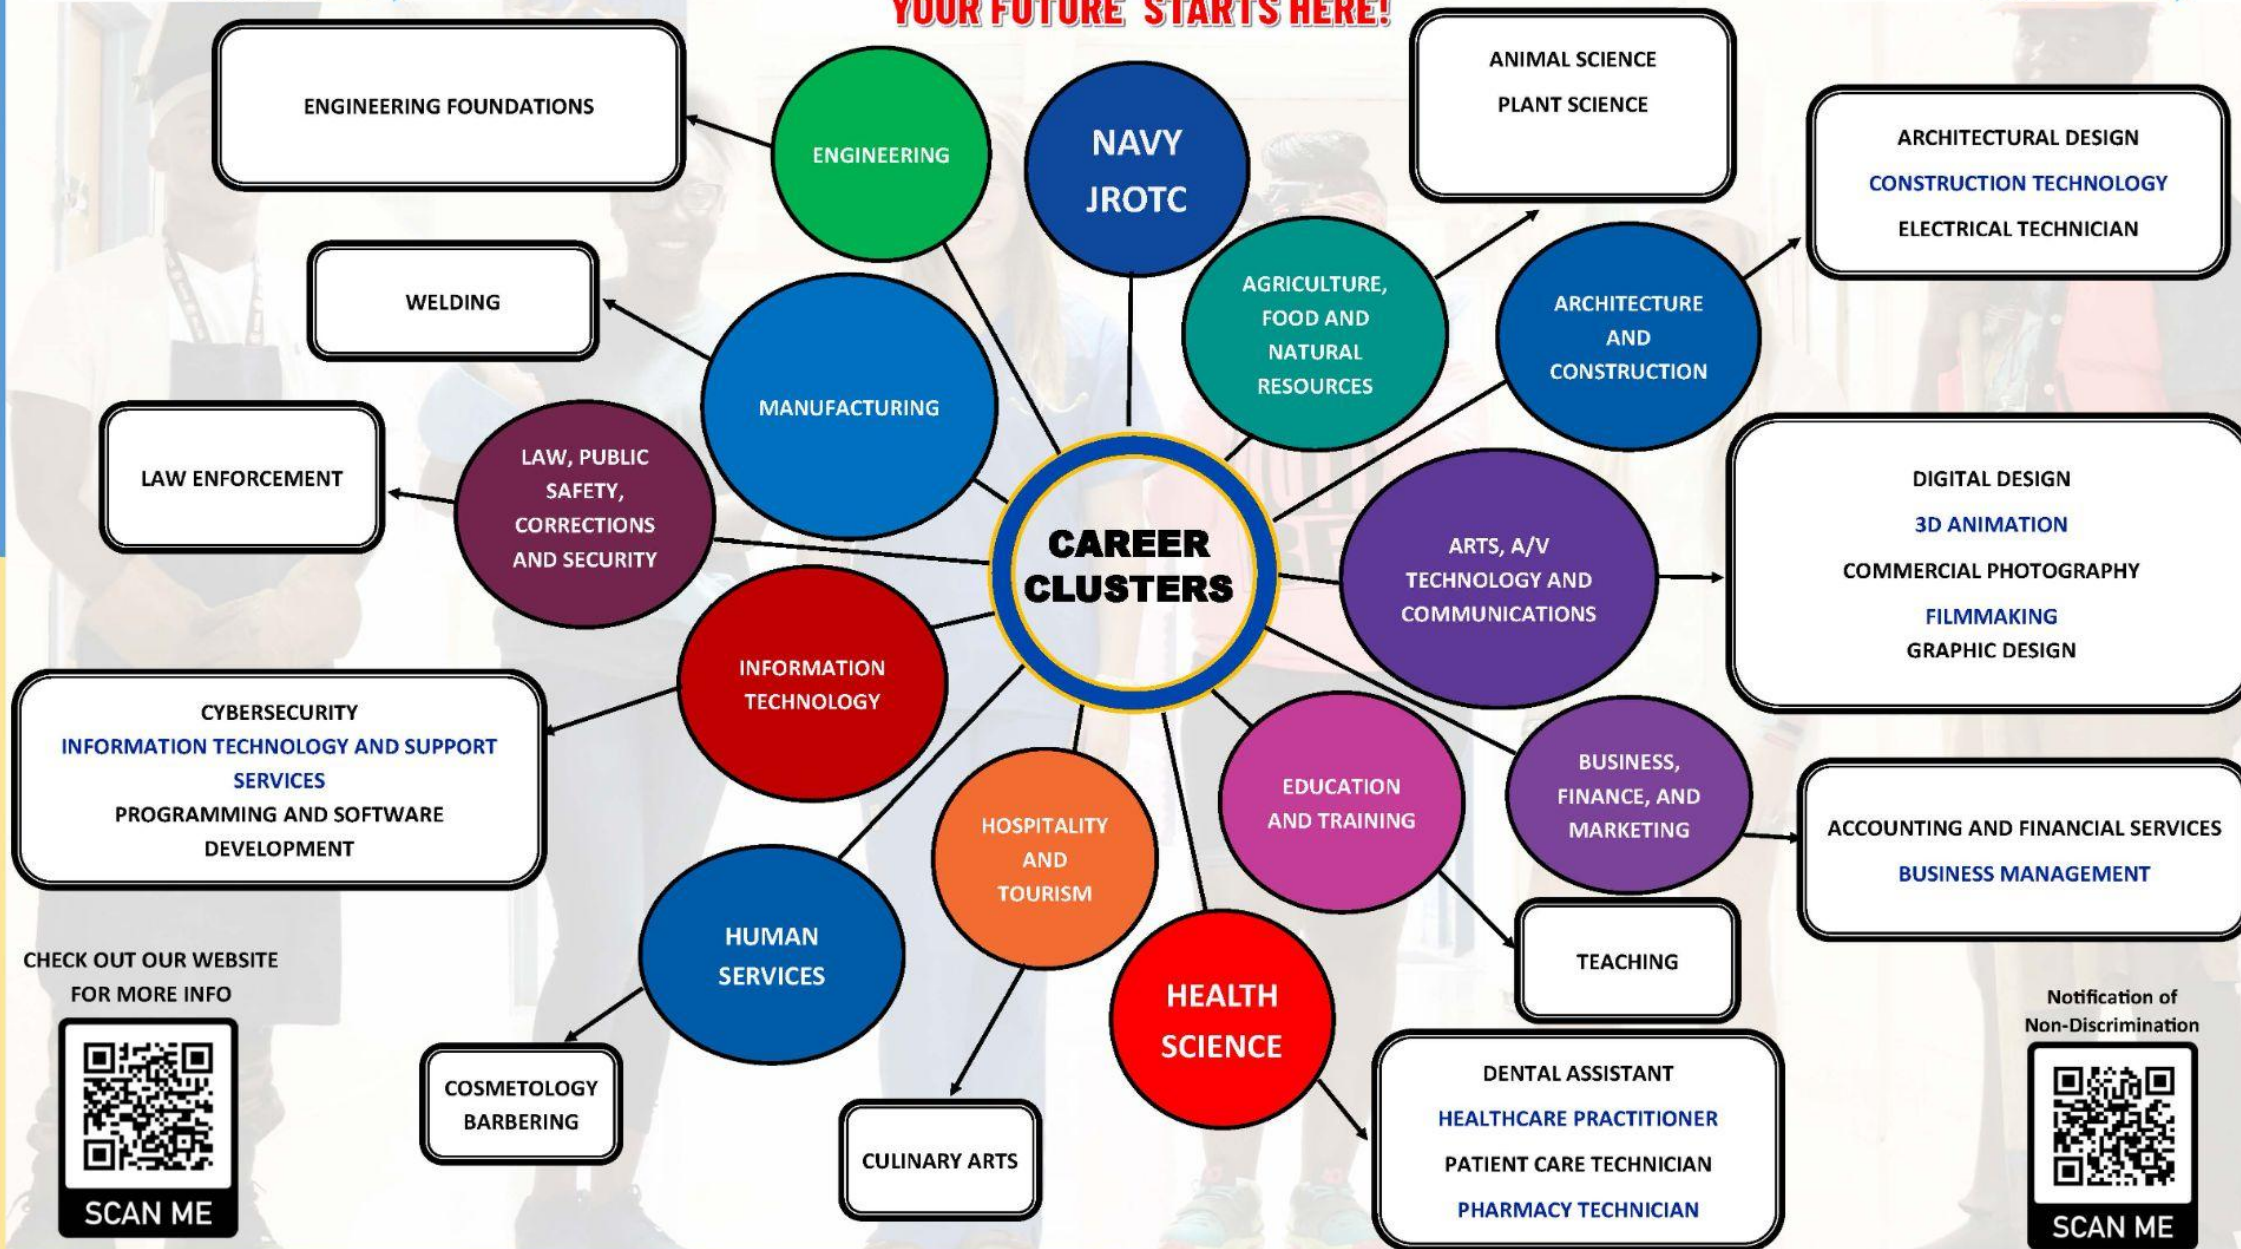 YOUR FUTURE STARTS HERE!
ENGINEERING FOUNDATIONS
ENGINEERING
NAVY
JROTC
ANIMAL SCIENCE
PLANT SCIENCE
ARCHITECTURAL DESIGN
CONSTRUCTION TECHNOLOGY
ELECTRICAL TECHNICIAN
WELDING
MANUFACTURING
AGRICULTURE,
FOOD AND
NATURAL
RESOURCES
ARCHITECTURE
AND
CONSTRUCTION
LAW ENFORCEMENT
LAW, PUBLIC
SAFETY,
CORRECTIONS
AND SECURITY
CAREER
CLUSTERS
ARTS, A/V
TECHNOLOGY AND
COMMUNICATIONS
DIGITAL DESIGN
3D ANIMATION
COMMERCIAL PHOTOGRAPHY
FILMMAKING
GRAPHIC DESIGN
CYBERSECURITY
INFORMATION TECHNOLOGY AND SUPPORT
SERVICES
PROGRAMMING AND SOFTWARE
DEVELOPMENT
INFORMATION
TECHNOLOGY
HOSPITALITY
AND
TOURISM
EDUCATION
AND TRAINING
BUSINESS,
FINANCE, AND
MARKETING
ACCOUNTING AND FINANCIAL SERVICES
BUSINESS MANAGEMENT
HUMAN
SERVICES
HEALTH
SCIENCE
TEACHING
CHECK OUT OUR WEBSITE
FOR MORE INFO
SCAN ME
COSMETOLOGY
BARBERING
CULINARY ARTS
DENTAL ASSISTANT
HEALTHCARE PRACTITIONER
PATIENT CARE TECHNICIAN
PHARMACY TECHNICIAN
Notification of
Non-Discrimination
SCAN ME